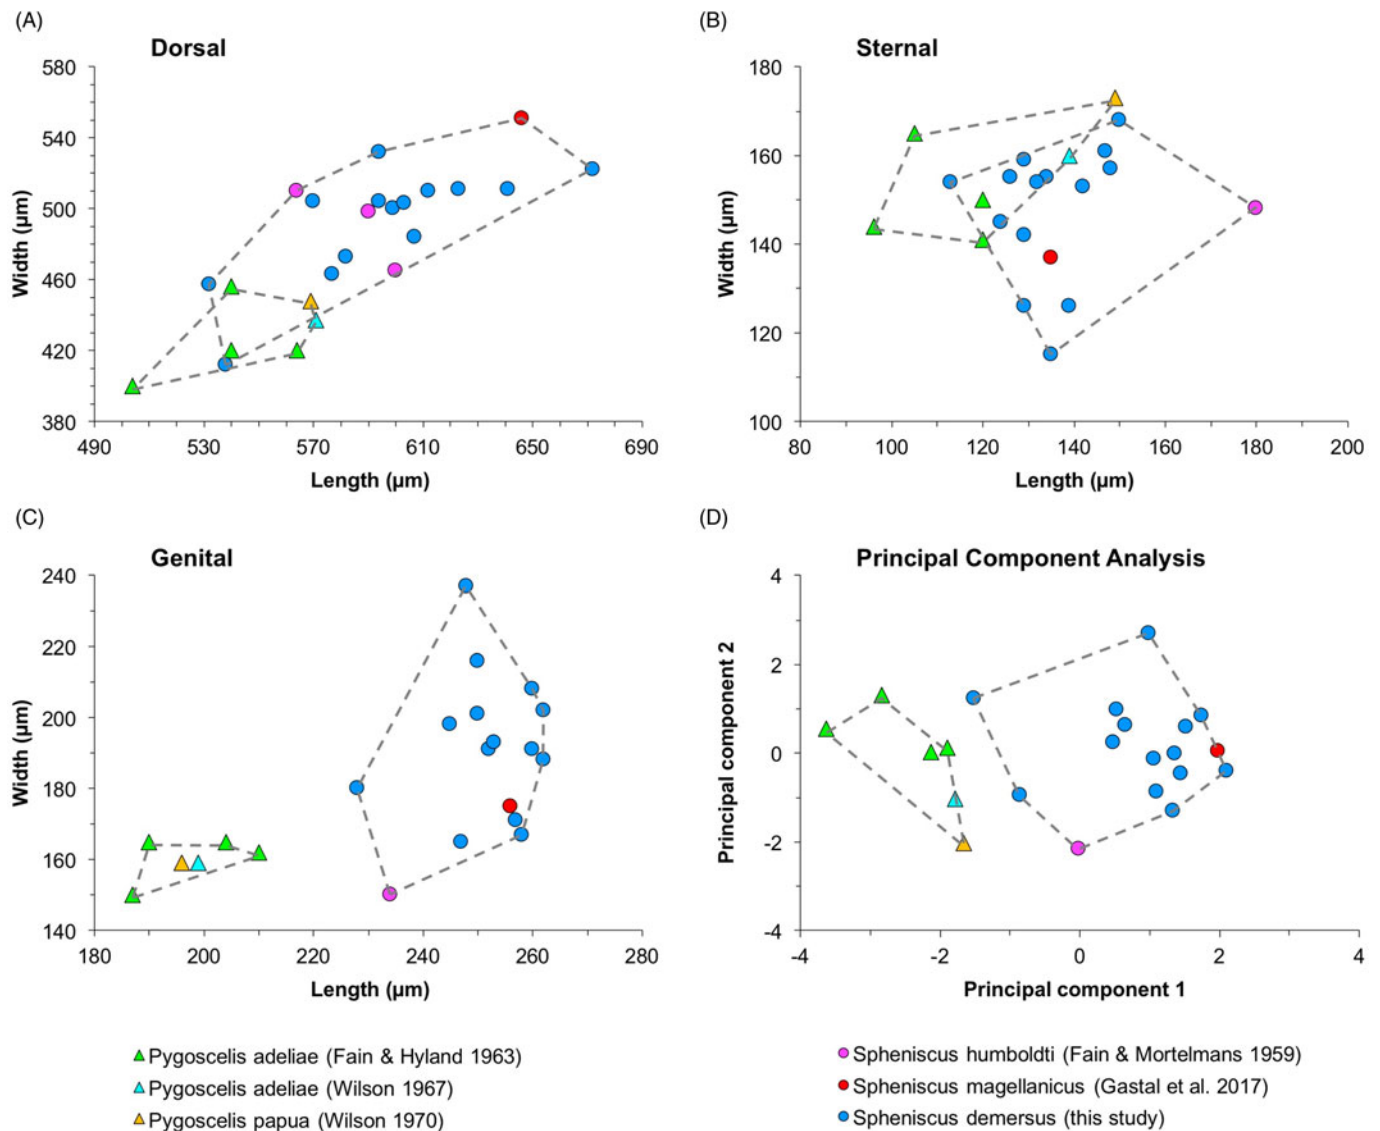 (A)
Dorsal
580
540
500
460
420
380
Width (µm)
490 530 570 610 650 690
Length (µm)
(B)
Sternal
180
160
140
120
100
Width (µm)
80 100 120 140 160 180 200
Length (µm)
(C)
Genital
240
220
200
180
160
140
Width (µm)
180 200 220 240 260 280
Length (µm)
(D)
Principal Component Analysis
4
2
0
-2
-4
Principal component 2
-4 -2 0 2 4
Principal component 1
Pygoscelis adeliae (Fain & Hyland 1963)
Pygoscelis adeliae (Wilson 1967)
Pygoscelis papua (Wilson 1970)
Spheniscus humboldti (Fain & Mortelmans 1959)
Spheniscus magellanicus (Gastal et al. 2017)
Spheniscus demersus (this study)